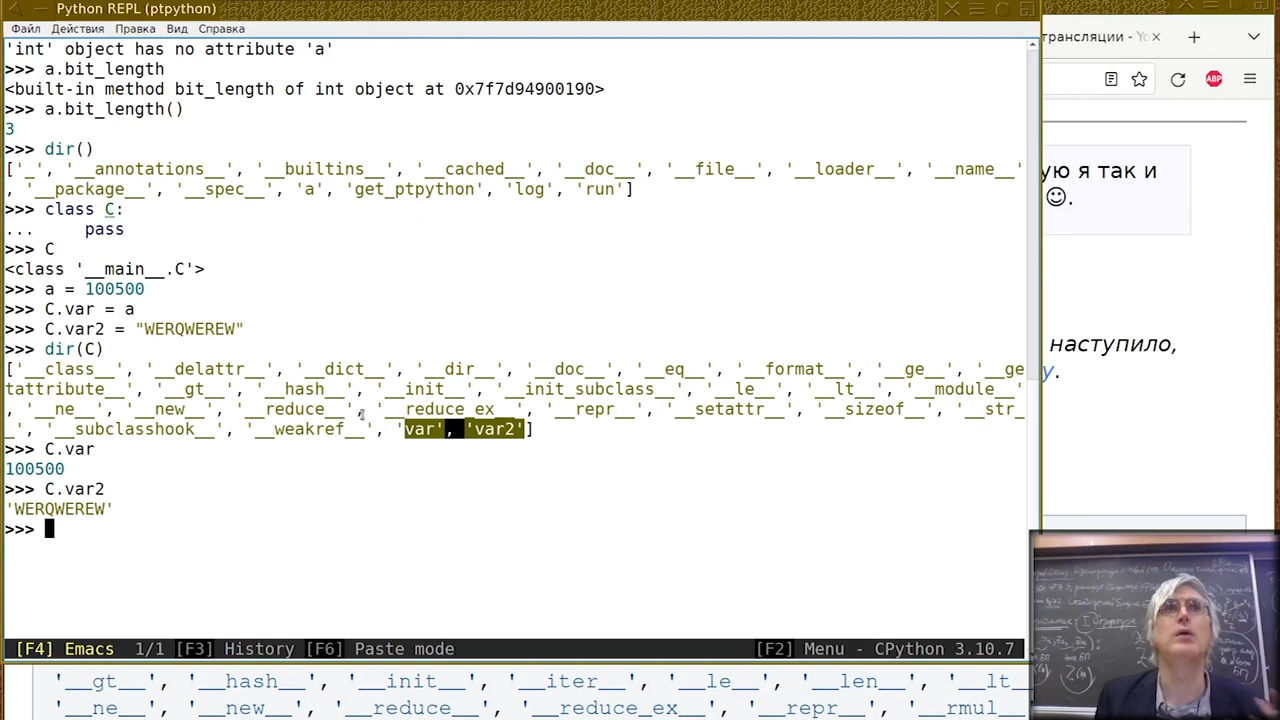 Python REPL (ptpython)
Файл Действия Правка Вид Справка
'int' object has no attribute 'a'
>>> a.bit_length
<built-in method bit_length of int object at 0x7f7d94900190>
>>> a.bit_length()
3
>>> dir()
['_', '__annotations__', '__builtins__', '__cached__', '__doc__', '__file__', '__loader__', '__name__'
, '__package__', '__spec__', 'a', 'get_ptpython', 'log', 'run']
>>> class C:
...     pass
>>> C
<class '__main__.C'>
>>> a = 100500
>>> C.var = a
>>> C.var2 = "WERQWEREW"
>>> dir(C)
['__class__', '__delattr__', '__dict__', '__dir__', '__doc__', '__eq__', '__format__', '__ge__', '__ge
tattribute__', '__gt__', '__hash__', '__init__', '__init_subclass__', '__le__', '__lt__', '__module__'
, '__ne__', '__new__', '__reduce__', '__reduce_ex__', '__repr__', '__setattr__', '__sizeof__', '__str_
_', '__subclasshook__', '__weakref__', 'var', 'var2']
>>> C.var
100500
>>> C.var2
'WERQWEREW'
>>>
[F4] Emacs 1/1 [F3] History [F6] Paste mode [F2] Menu - CPython 3.10.7
трансляции - Yo
ABP
ую я так и
☺.
наступило,
у.
'__gt__', '__hash__', '__init__', '__iter__', '__le__', '__len__', '__lt__
'__ne__', '__new__', '__reduce__', '__reduce_ex__', '__repr__', '__rmul__